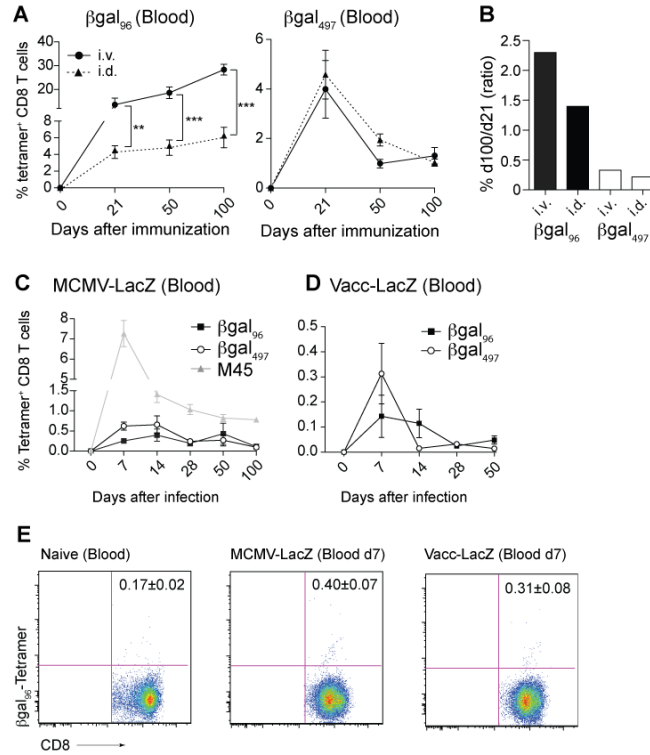 A
βgal96 (Blood)
βgal497 (Blood)
% tetramer+ CD8 T cells
40
30
20
10
8
6
4
2
0
i.v.
i.d.
**
***
***
0
21
50
100
Days after immunization
6
4
2
0
0
21
50
100
Days after immunization
B
% d100/d21 (ratio)
2.5
2
1.5
1
0.5
0
i.v.
i.d.
i.v.
i.d.
βgal96
βgal497
C
MCMV-LacZ (Blood)
% Tetramer+ CD8 T cells
8
7
6
5
1.5
1.0
0.5
0.0
βgal96
βgal497
M45
0
7
14
28
50
100
Days after infection
D
Vacc-LacZ (Blood)
0.5
0.4
0.3
0.2
0.1
0.0
βgal96
βgal497
0
7
14
28
50
Days after infection
E
Naive (Blood)
MCMV-LacZ (Blood d7)
Vacc-LacZ (Blood d7)
0.17±0.02
0.40±0.07
0.31±0.08
βgal96-Tetramer
CD8